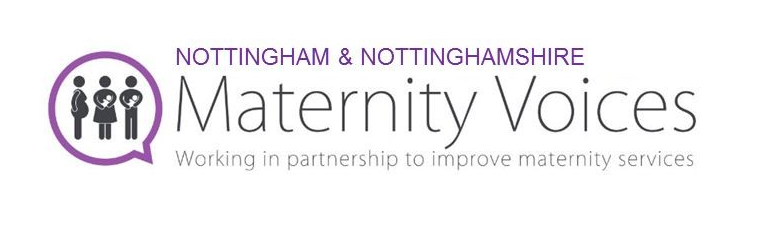 NOTTINGHAM & NOTTINGHAMSHIRE
Maternity Voices
Working in partnership to improve maternity services